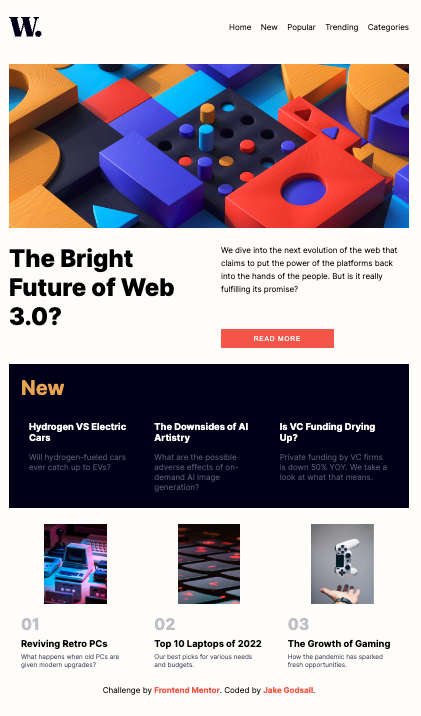 W.
Home New Popular Trending Categories
The Bright
Future of Web
3.0?
We dive into the next evolution of the web that
claims to put the power of the platforms back
into the hands of the people. But is it really
fulfilling its promise?
READ MORE
New
Hydrogen VS Electric
Cars
Will hydrogen-fueled cars
ever catch up to EVs?
The Downsides of AI
Artistry
What are the possible
adverse effects of on-
demand AI image
generation?
Is VC Funding Drying
Up?
Private funding by VC firms
is down 50% YOY. We take a
look at what that means.
01
Reviving Retro PCs
What happens when old PCs are
given modern upgrades?
02
Top 10 Laptops of 2022
Our best picks for various needs
and budgets.
03
The Growth of Gaming
How the pandemic has sparked
fresh opportunities.
Challenge by Frontend Mentor. Coded by Jake Godsall.